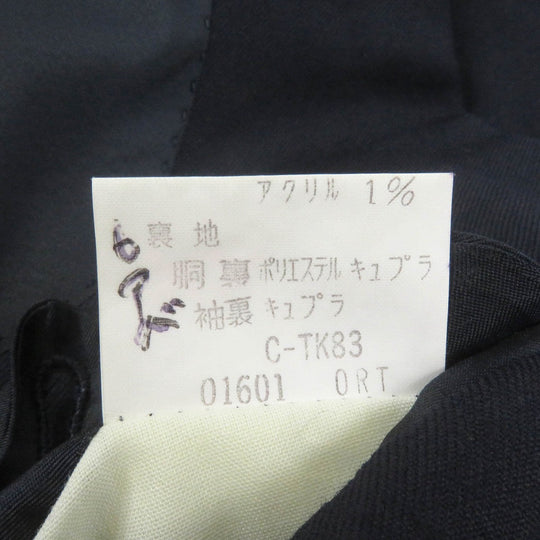 アクリル 1%
裏地
胴裏 ポリエステル キュプラ
袖裏 キュプラ
C-TK83
01601 ORT